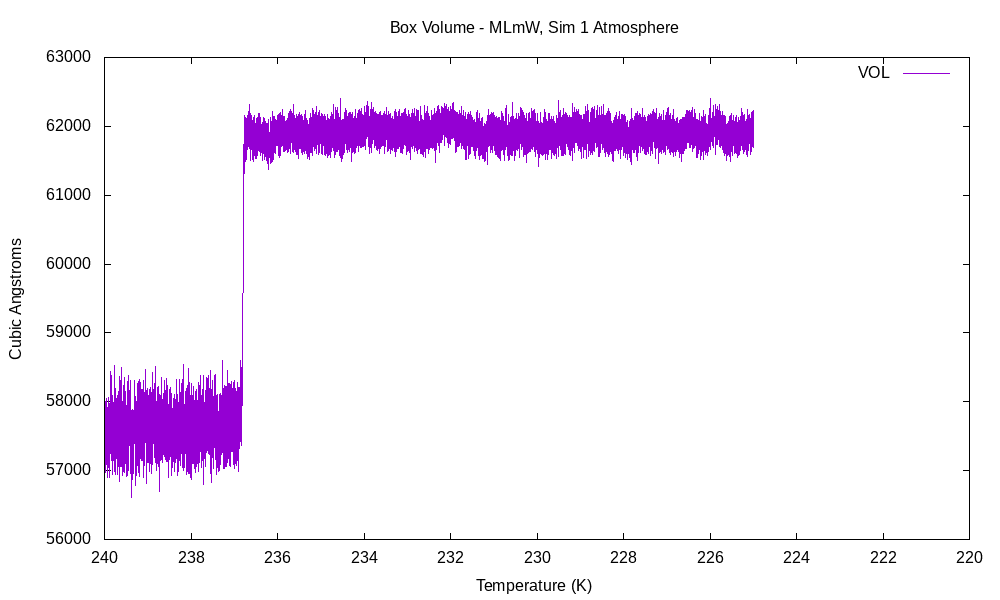 Box Volume - MLmW, Sim 1 Atmosphere
63000
VOL
62000
61000
60000
59000
58000
57000
56000
Cubic Angstroms
240 238 236 234 232 230 228 226 224 222 220
Temperature (K)